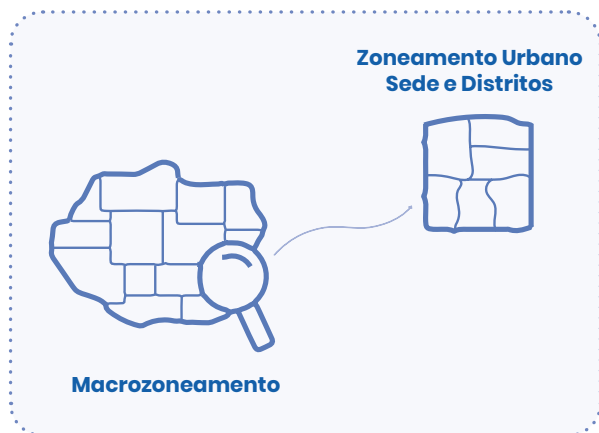 Zoneamento Urbano
Sede e Distritos
Macrozoneamento